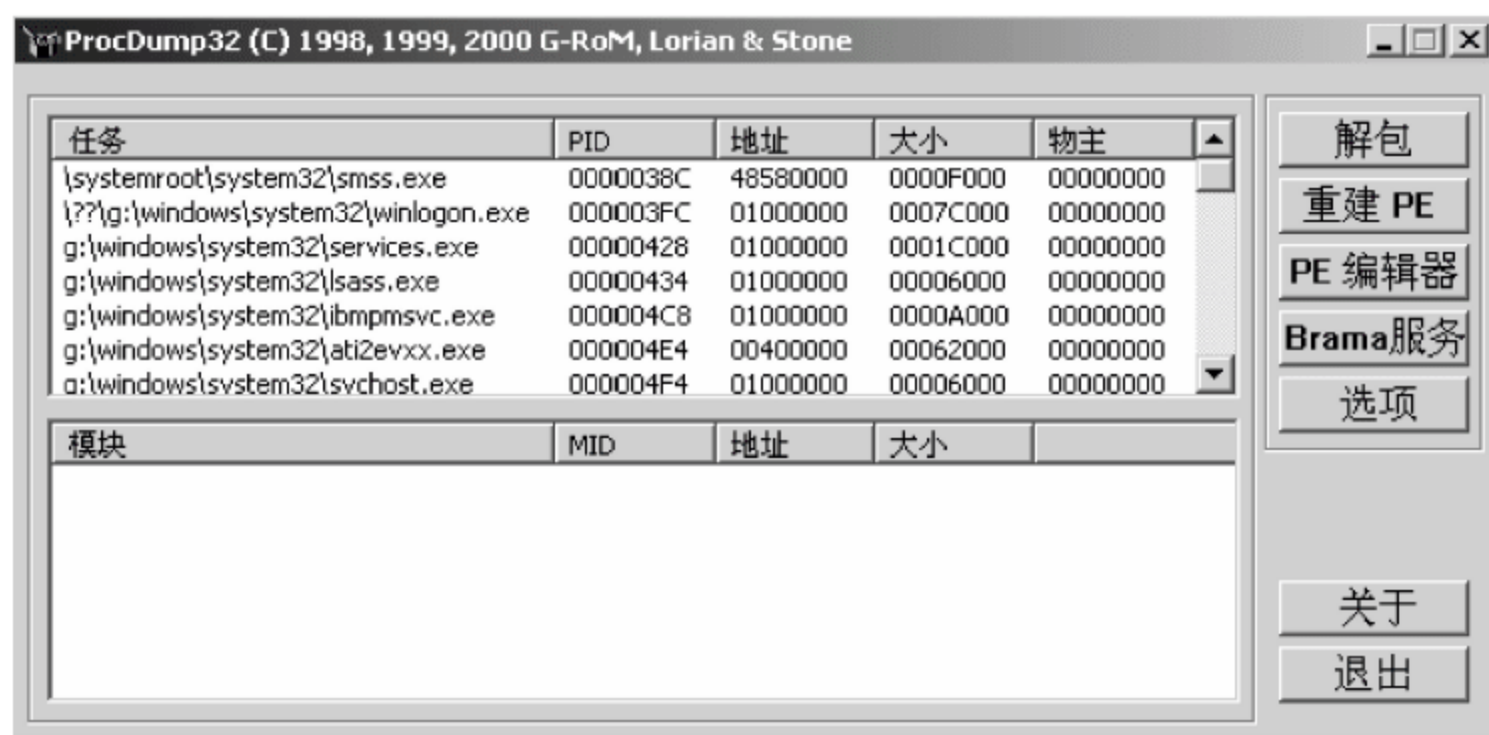 ProcDump32 (C) 1998, 1999, 2000 G-RoM, Lorian & Stone
任务 PID 地址 大小 物主
\systemroot\system32\smss.exe 0000038C 48580000 0000F000 00000000
\??\g:\windows\system32\winlogon.exe 000003FC 01000000 0007C000 00000000
g:\windows\system32\services.exe 00000428 01000000 0001C000 00000000
g:\windows\system32\lsass.exe 00000434 01000000 00006000 00000000
g:\windows\system32\ibmpmsvc.exe 000004C8 01000000 0000A000 00000000
g:\windows\system32\ati2evxx.exe 000004E4 00400000 00062000 00000000
g:\windows\system32\svchost.exe 000004F4 01000000 00006000 00000000
模块 MID 地址 大小
解包
重建 PE
PE 编辑器
Brama服务
选项
关于
退出